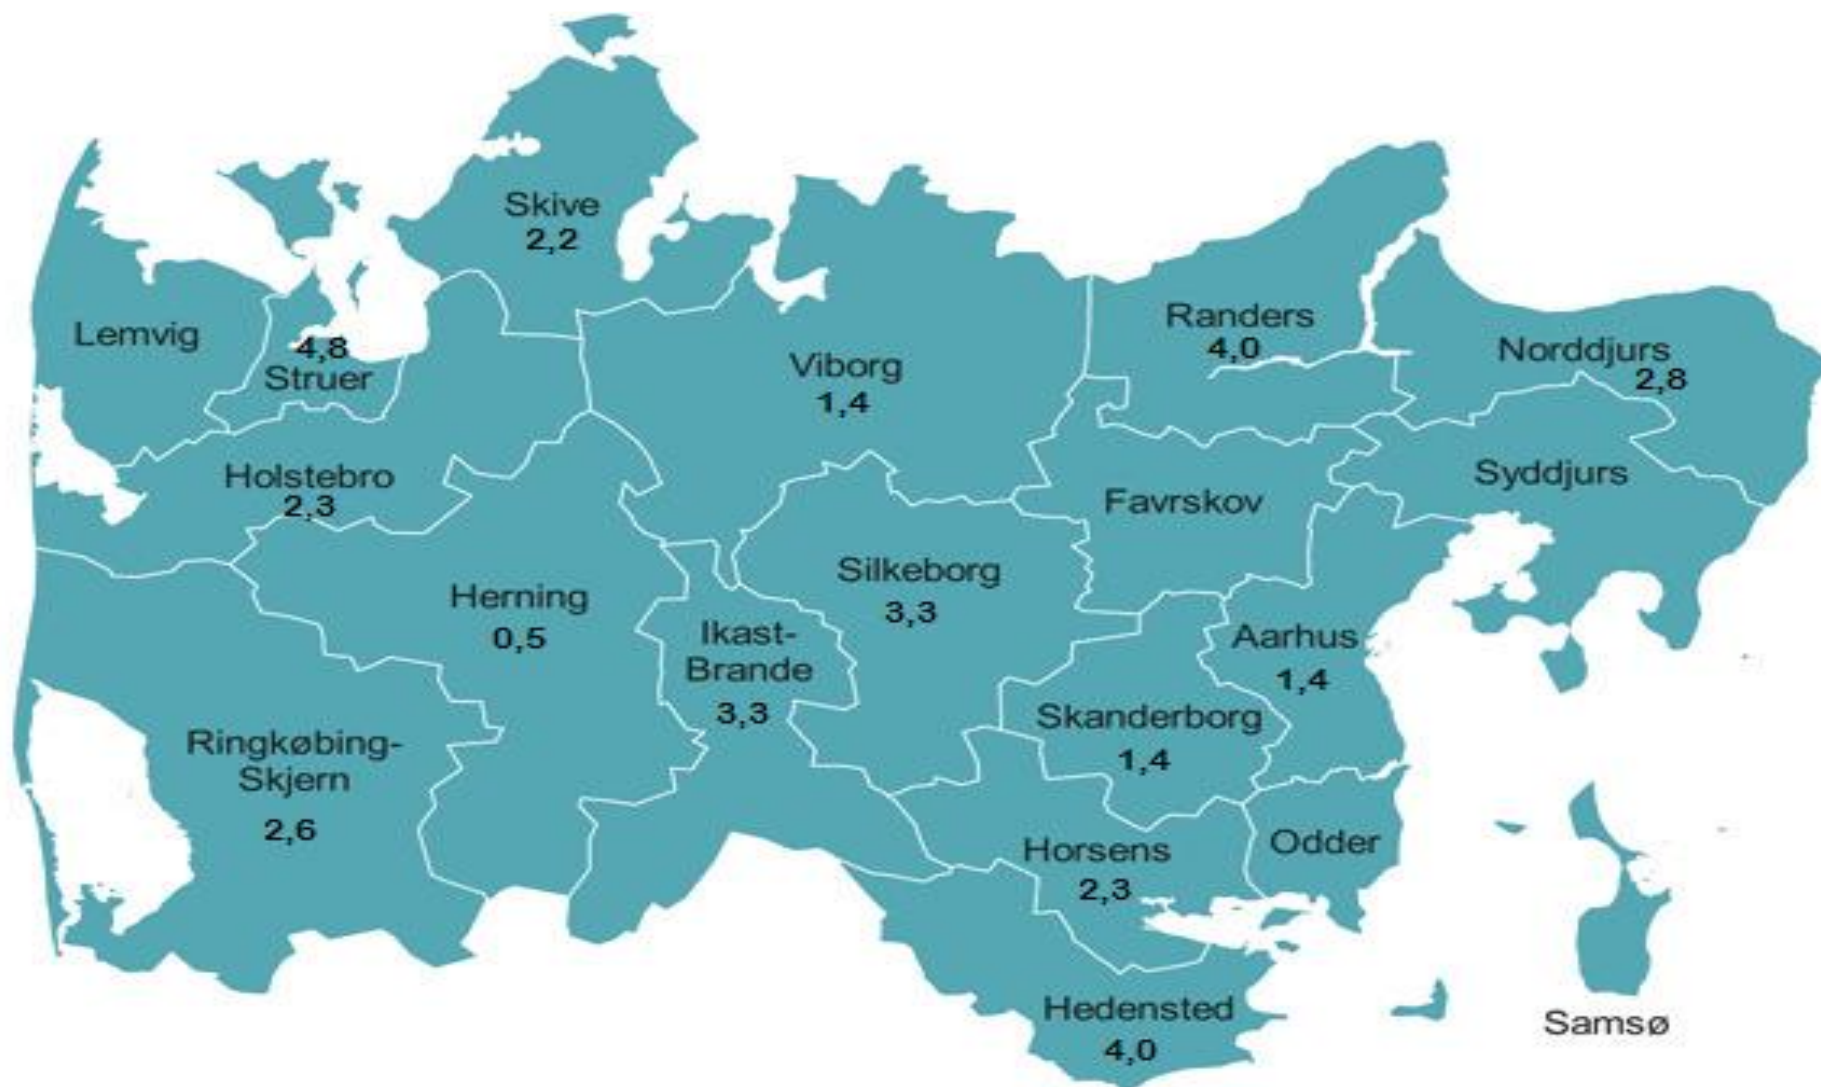 Skive
2,2
Lemvig
4,8
Struer
Viborg
1,4
Randers
4,0
Norddjurs
2,8
Holstebro
2,3
Favrskov
Syddjurs
Herning
0,5
Ikast-
Brande
3,3
Silkeborg
3,3
Aarhus
1,4
Skanderborg
1,4
Ringkøbing-
Skjern
2,6
Horsens
2,3
Odder
Hedensted
4,0
Samsø